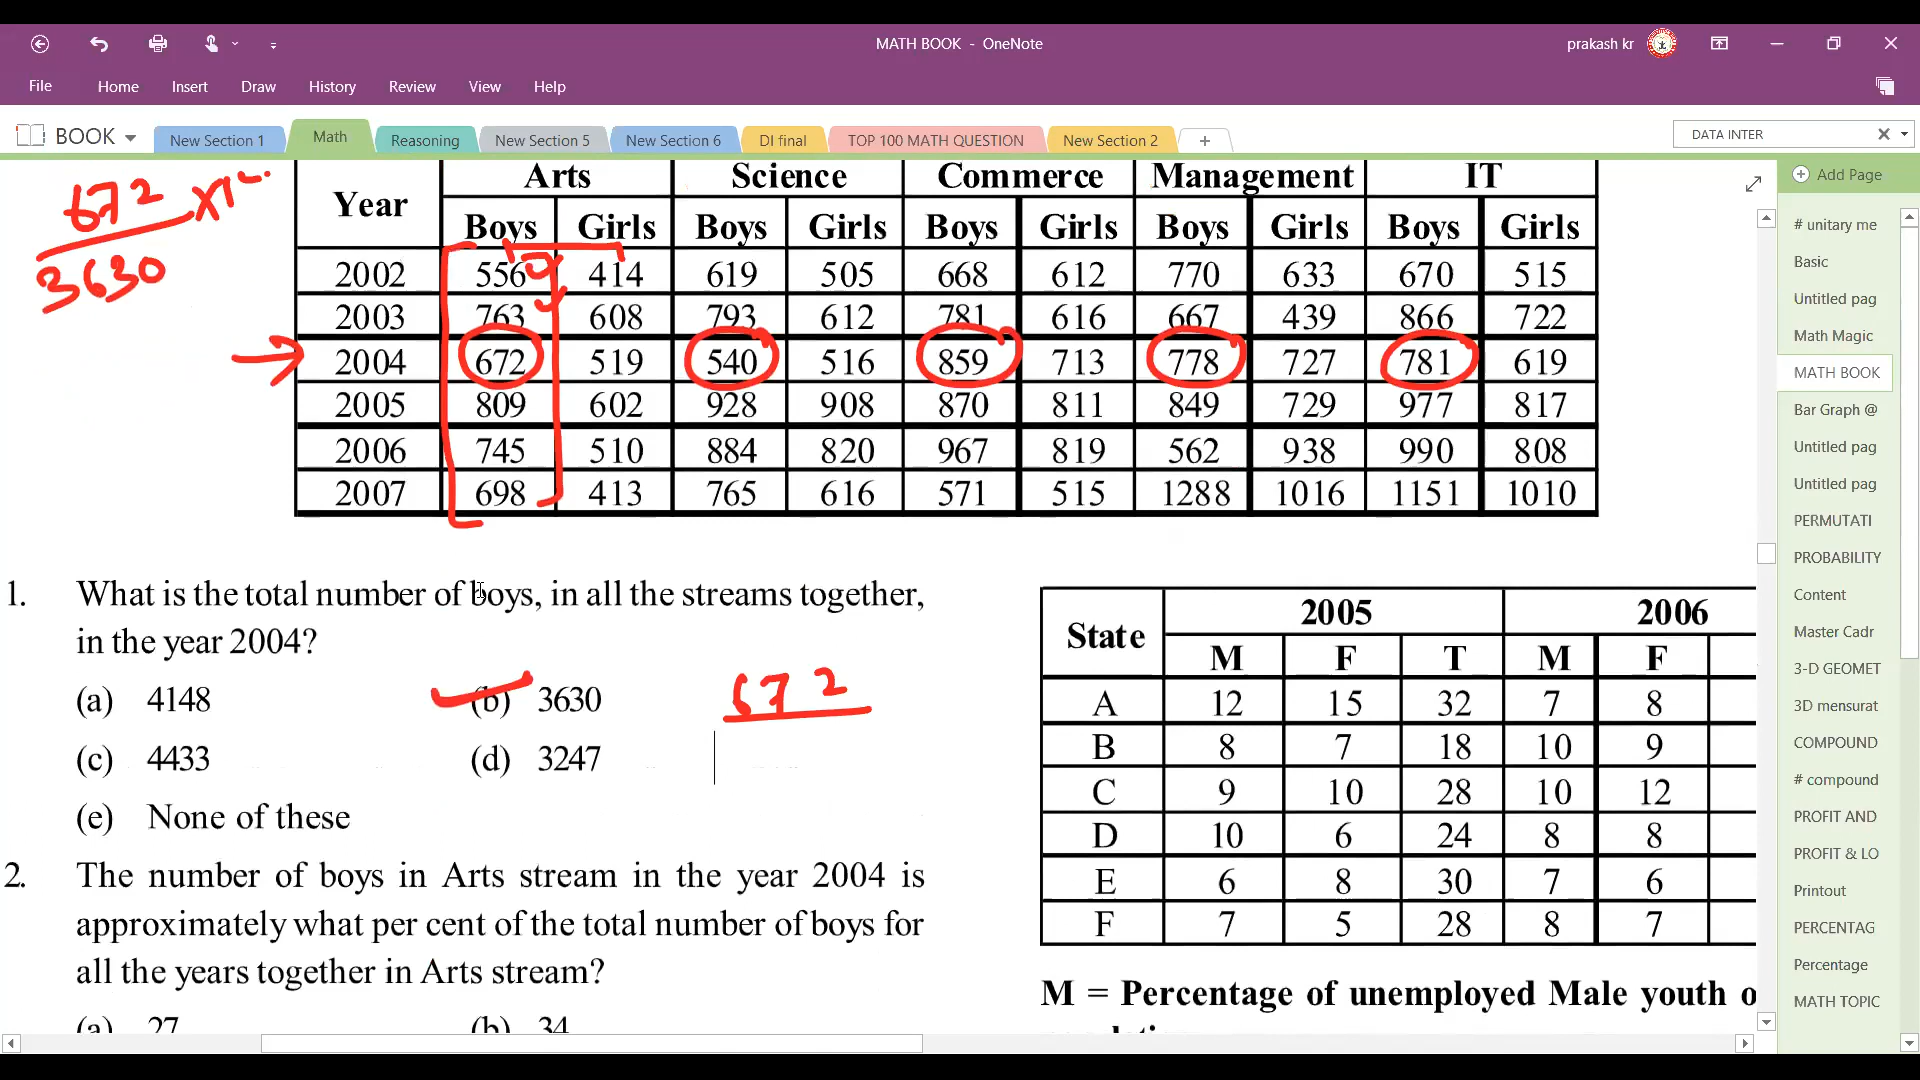 MATH BOOK - OneNote
prakash kr
File Home Insert Draw History Review View Help
BOOK New Section 1 Math Reasoning New Section 5 New Section 6 DI final TOP 100 MATH QUESTION New Section 2 + DATA INTER
672
3630
Year Arts Science Commerce Management IT
Boys Girls Boys Girls Boys Girls Boys Girls Boys Girls
2002 556 414 619 505 668 612 770 633 670 515
2003 763 608 793 612 781 616 667 439 866 722
2004 672 519 540 516 859 713 778 727 781 619
2005 809 602 928 908 870 811 849 729 977 817
2006 745 510 884 820 967 819 562 938 990 808
2007 698 413 765 616 571 515 1288 1016 1151 1010
1. What is the total number of boys, in all the streams together,
in the year 2004?
(a) 4148 (b) 3630
(c) 4433 (d) 3247
(e) None of these
672
2. The number of boys in Arts stream in the year 2004 is
approximately what per cent of the total number of boys for
all the years together in Arts stream?
(a) 27 (b) 34
State 2005 2006
M F T M F
A 12 15 32 7 8
B 8 7 18 10 9
C 9 10 28 10 12
D 10 6 24 8 8
E 6 8 30 7 6
F 7 5 28 8 7
M = Percentage of unemployed Male youth o
Add Page
# unitary me
Basic
Untitled pag
Math Magic
MATH BOOK
Bar Graph @
Untitled pag
Untitled pag
PERMUTATI
PROBABILITY
Content
Master Cadr
3-D GEOMET
3D mensurat
COMPOUND
# compound
PROFIT AND
PROFIT & LO
Printout
PERCENTAG
Percentage
MATH TOPIC